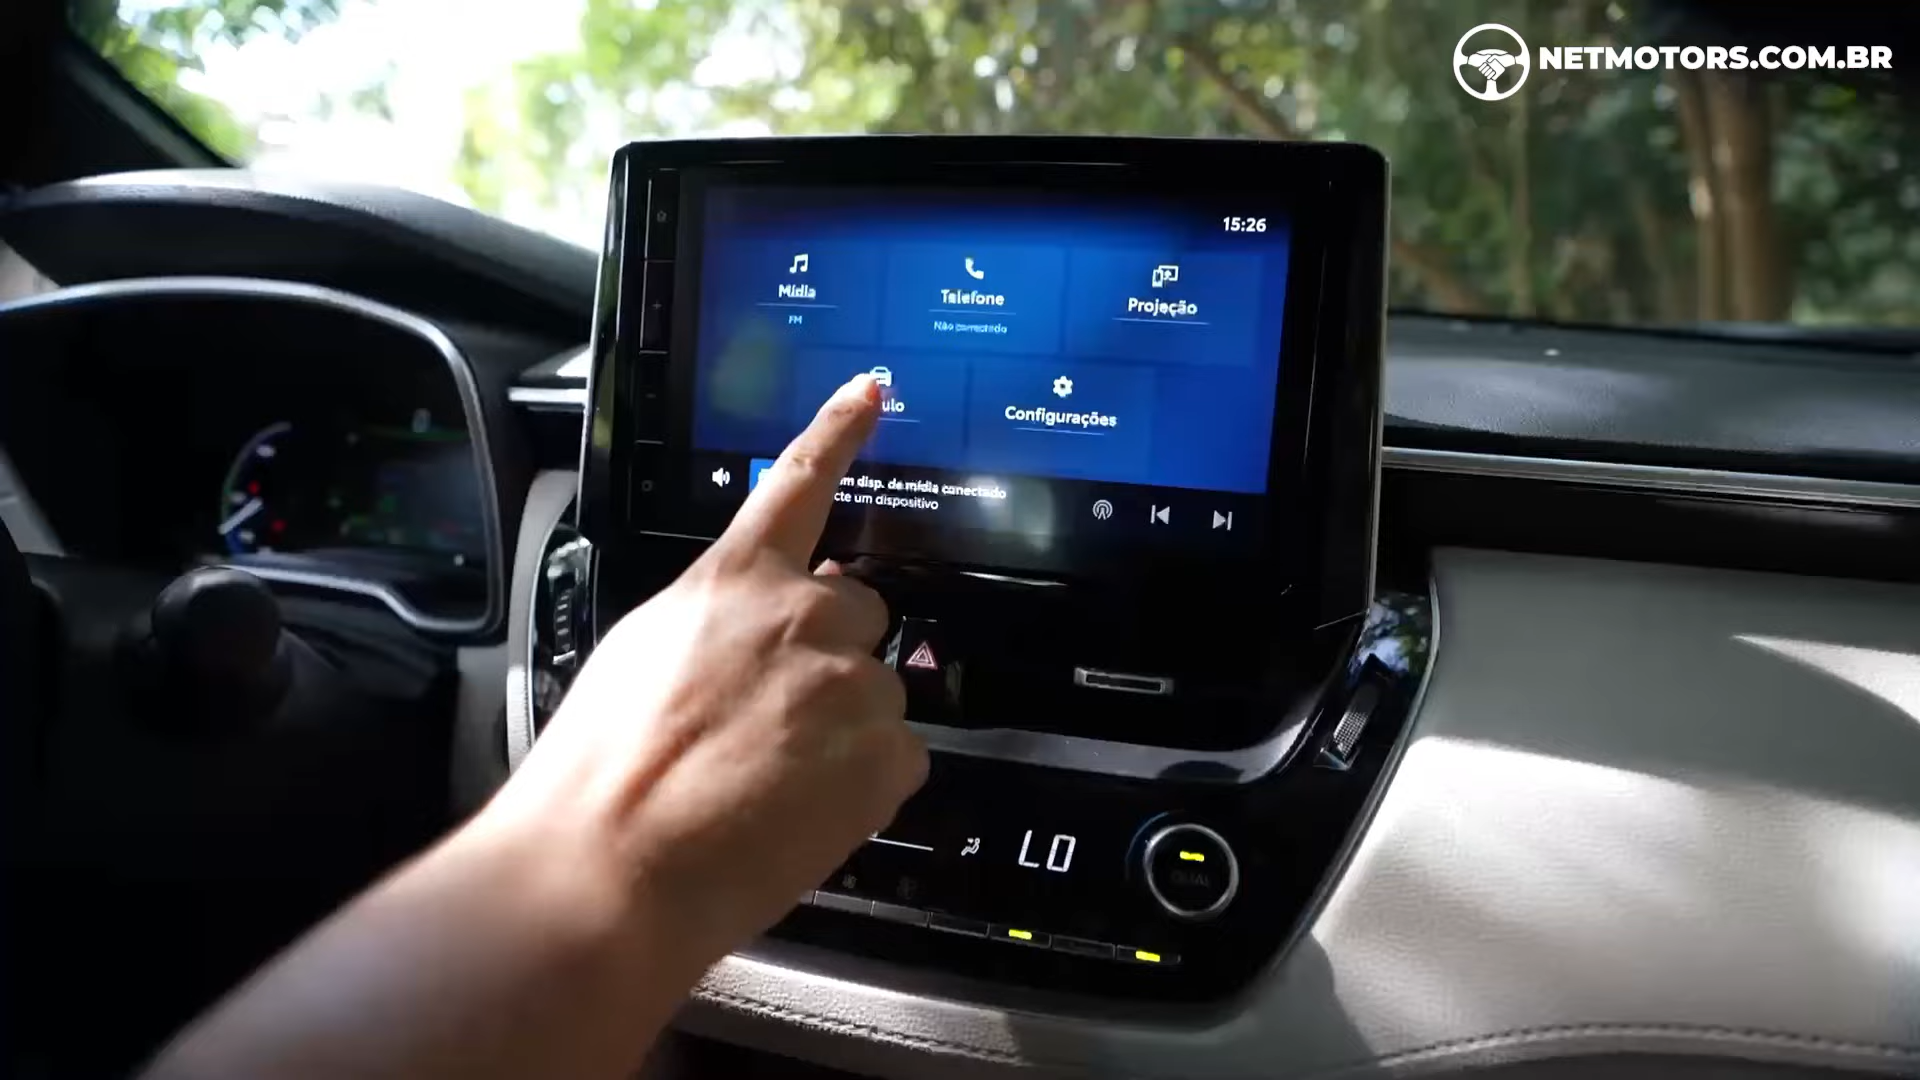 NETMOTORS.COM.BR
15:26
Mídia
FM
Telefone
Não conectado
Projeção
ulo
Configurações
m disp. de mídia conectado
cte um dispositivo
LO
DUAL